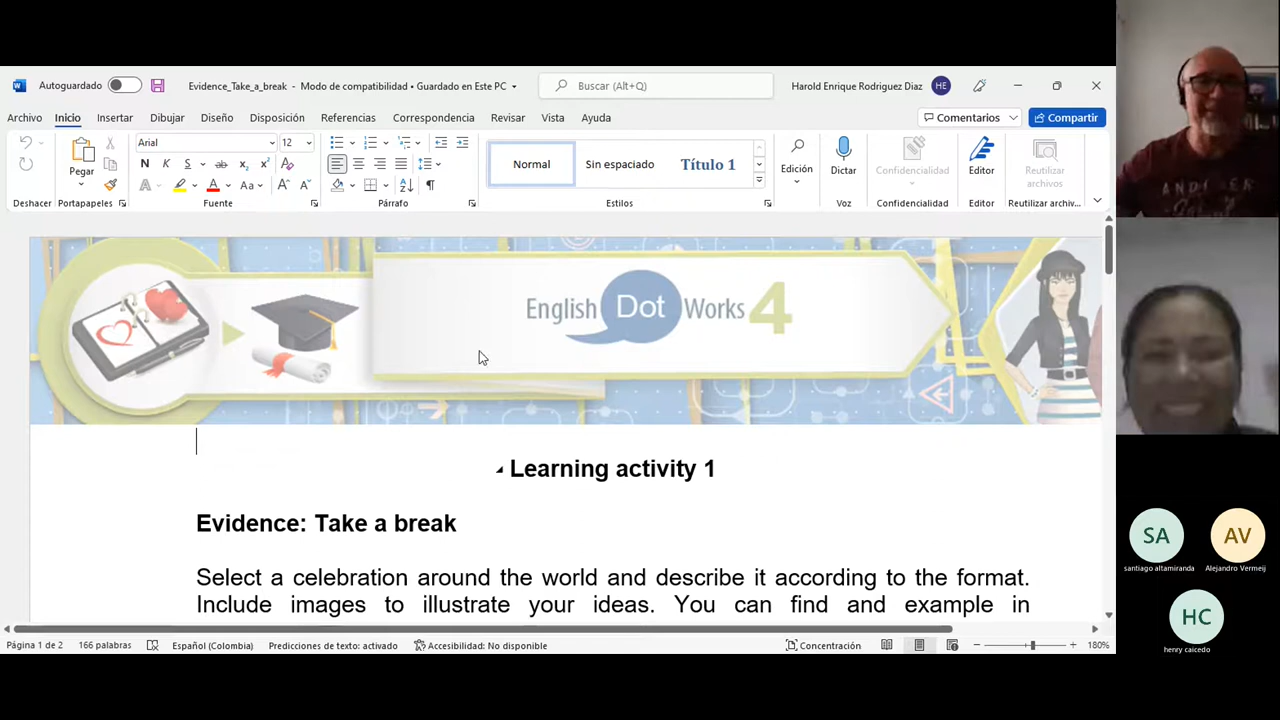 Autoguardado
Evidence_Take_a_break - Modo de compatibilidad • Guardado en Este PC
Buscar (Alt+Q)
Harold Enrique Rodriguez Diaz
HE
Archivo Inicio Insertar Dibujar Diseño Disposición Referencias Correspondencia Revisar Vista Ayuda
Comentarios
Compartir
Arial 12
Pegar
N K S ab x₂ x²
A A Aa A A
Normal
Sin espaciado
Título 1
Edición
Dictar
Confidencialidad
Editor
Reutilizar archivos
Deshacer Portapapeles Fuente Párrafo Estilos Voz Confidencialidad Editor Reutilizar archiv...
English Dot Works 4
Learning activity 1
Evidence: Take a break
Select a celebration around the world and describe it according to the format.
Include images to illustrate your ideas. You can find and example in
Página 1 de 2 166 palabras Español (Colombia) Predicciones de texto: activado Accesibilidad: No disponible Concentración 180%
SA
santiago altamiranda
AV
Alejandro Vermeij
HC
henry caicedo